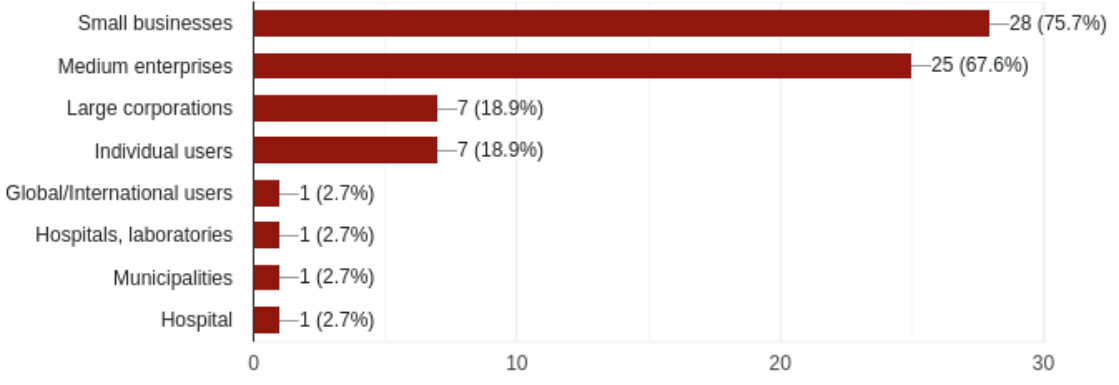 Small businesses 28 (75.7%)
Medium enterprises 25 (67.6%)
Large corporations 7 (18.9%)
Individual users 7 (18.9%)
Global/International users 1 (2.7%)
Hospitals, laboratories 1 (2.7%)
Municipalities 1 (2.7%)
Hospital 1 (2.7%)
0 10 20 30